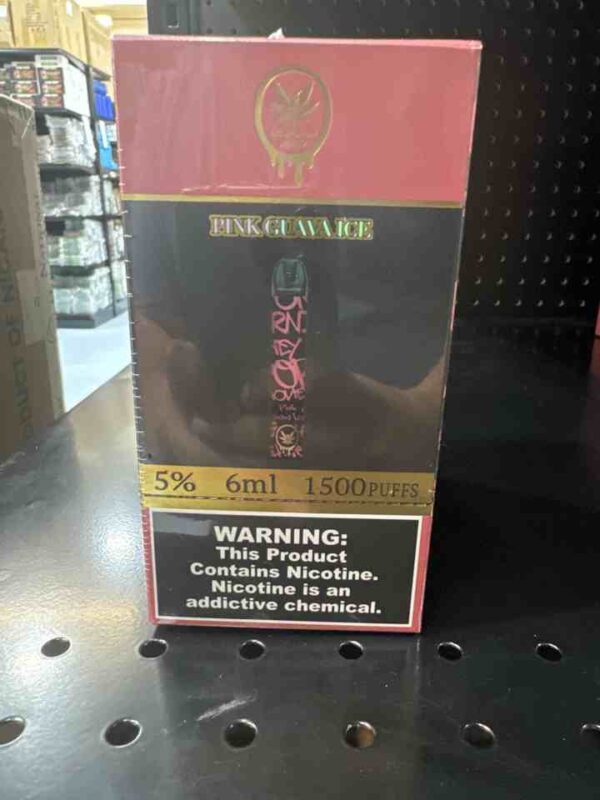 PINK GUAVA ICE
5% 6ml 1500PUFFS
WARNING:
This Product
Contains Nicotine.
Nicotine is an
addictive chemical.